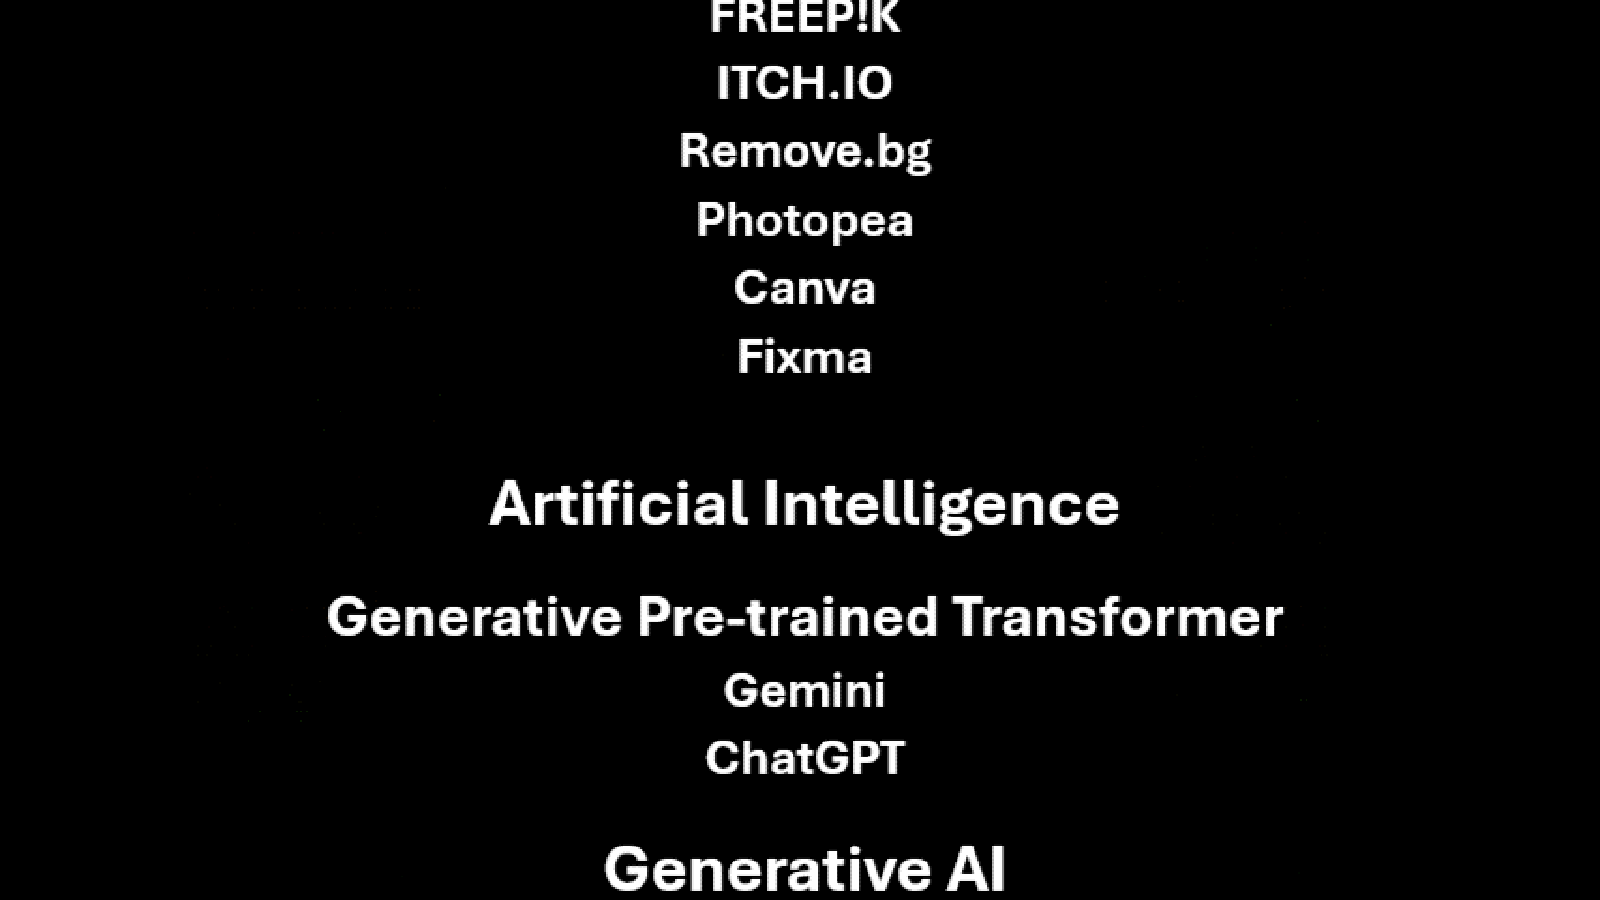 FREEP!K
ITCH.IO
Remove.bg
Photopea
Canva
Fixma
Artificial Intelligence
Generative Pre-trained Transformer
Gemini
ChatGPT
Generative AI